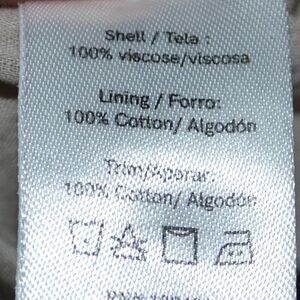 Shell / Tela :
100% viscose/viscosa
Lining / Forro:
100% Cotton/ Algodón
Trim/Aparar:
100% Cotton/ Algodón